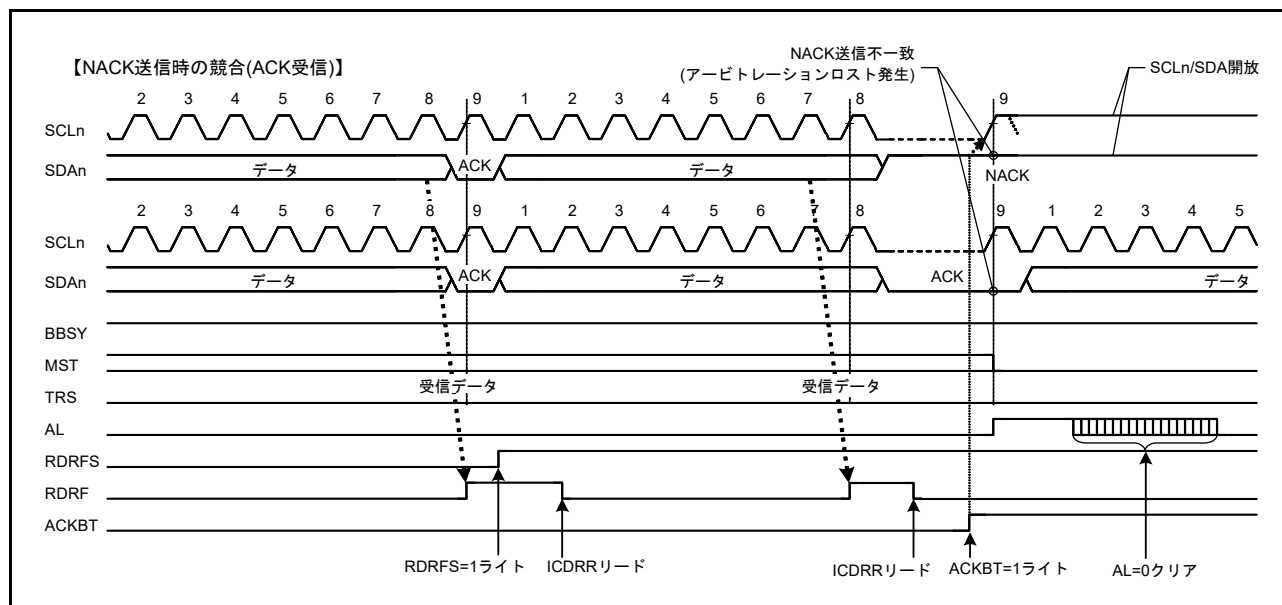 【NACK送信時の競合(ACK受信)】
NACK送信不一致
(アービトレーションロスト発生)
SCLn/SDA開放
2 3 4 5 6 7 8 9 1 2 3 4 5 6 7 8 9
SCLn
SDAn
データ
ACK
データ
NACK
2 3 4 5 6 7 8 9 1 2 3 4 5 6 7 8 9 1 2 3 4 5
SCLn
SDAn
データ
ACK
データ
ACK
データ
BBSY
MST
受信データ
受信データ
TRS
AL
RDRFS
RDRF
ACKBT
RDRFS=1ライト
ICDRRリード
ICDRRリード
ACKBT=1ライト
AL=0クリア